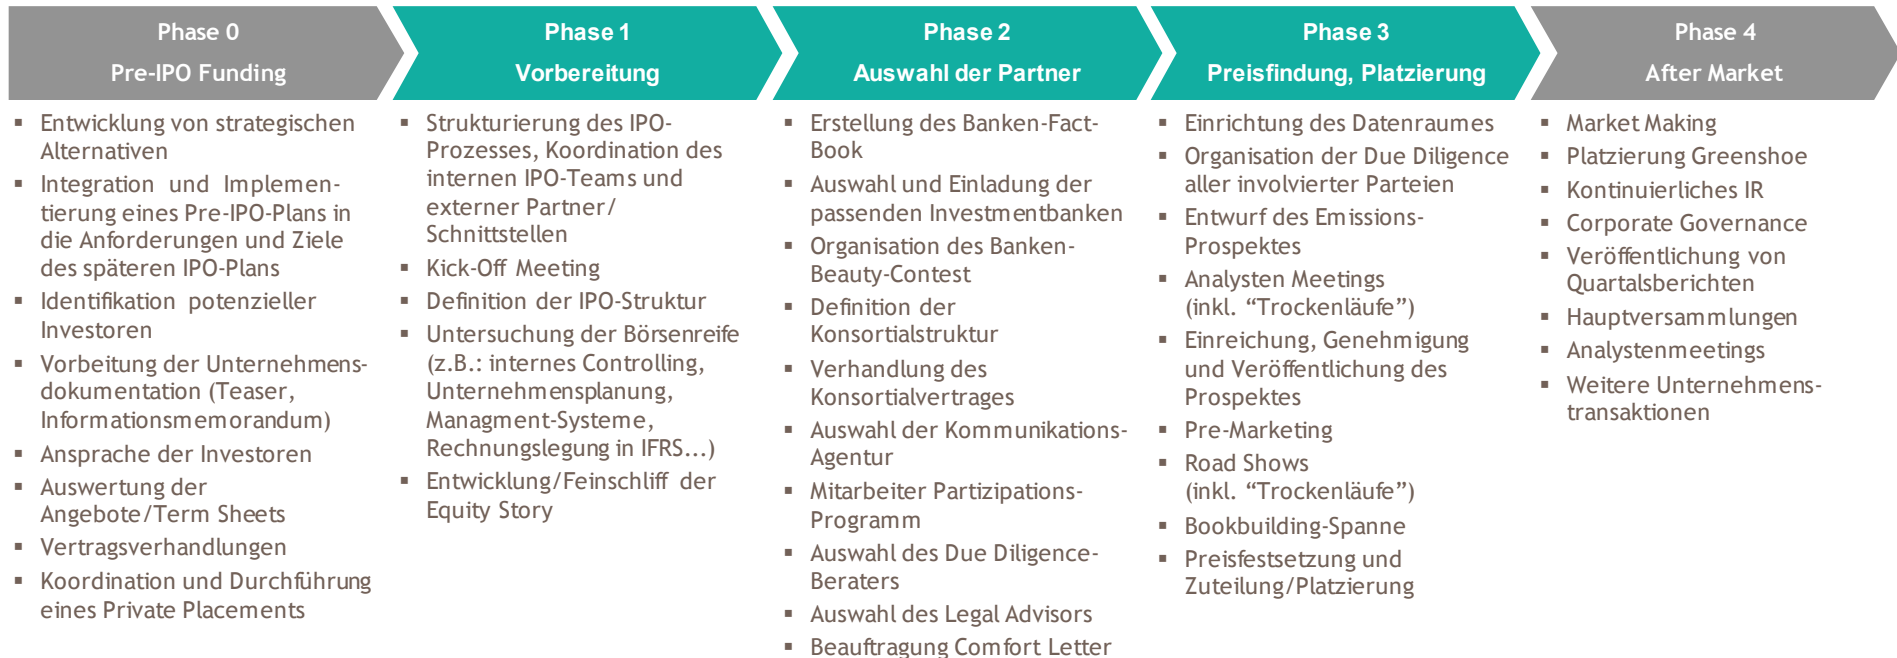 Phase 0
Pre-IPO Funding
Phase 1
Vorbereitung
Phase 2
Auswahl der Partner
Phase 3
Preisfindung, Platzierung
Phase 4
After Market
▪ Entwicklung von strategischen
Alternativen
▪ Integration und Implemen-
tierung eines Pre-IPO-Plans in
die Anforderungen und Ziele
des späteren IPO-Plans
▪ Identifikation potenzieller
Investoren
▪ Vorbeitung der Unternehmens-
dokumentation (Teaser,
Informationsmemorandum)
▪ Ansprache der Investoren
▪ Auswertung der
Angebote/Term Sheets
▪ Vertragsverhandlungen
▪ Koordination und Durchführung
eines Private Placements
▪ Strukturierung des IPO-
Prozesses, Koordination des
internen IPO-Teams und
externer Partner/
Schnittstellen
▪ Kick-Off Meeting
▪ Definition der IPO-Struktur
▪ Untersuchung der Börsenreife
(z.B.: internes Controlling,
Unternehmensplanung,
Managment-Systeme,
Rechnungslegung in IFRS...)
▪ Entwicklung/Feinschliff der
Equity Story
▪ Erstellung des Banken-Fact-
Book
▪ Auswahl und Einladung der
passenden Investmentbanken
▪ Organisation des Banken-
Beauty-Contest
▪ Definition der
Konsortialstruktur
▪ Verhandlung des
Konsortialvertrages
▪ Auswahl der Kommunikations-
Agentur
▪ Mitarbeiter Partizipations-
Programm
▪ Auswahl des Due Diligence-
Beraters
▪ Auswahl des Legal Advisors
▪ Beauftragung Comfort Letter
▪ Einrichtung des Datenraumes
▪ Organisation der Due Diligence
aller involvierter Parteien
▪ Entwurf des Emissions-
Prospektes
▪ Analysten Meetings
(inkl. “Trockenläufe”)
▪ Einreichung, Genehmigung
und Veröffentlichung des
Prospektes
▪ Pre-Marketing
▪ Road Shows
(inkl. “Trockenläufe”)
▪ Bookbuilding-Spanne
▪ Preisfestsetzung und
Zuteilung/Platzierung
▪ Market Making
▪ Platzierung Greenshoe
▪ Kontinuierliches IR
▪ Corporate Governance
▪ Veröffentlichung von
Quartalsberichten
▪ Hauptversammlungen
▪ Analystenmeetings
▪ Weitere Unternehmens-
transaktionen